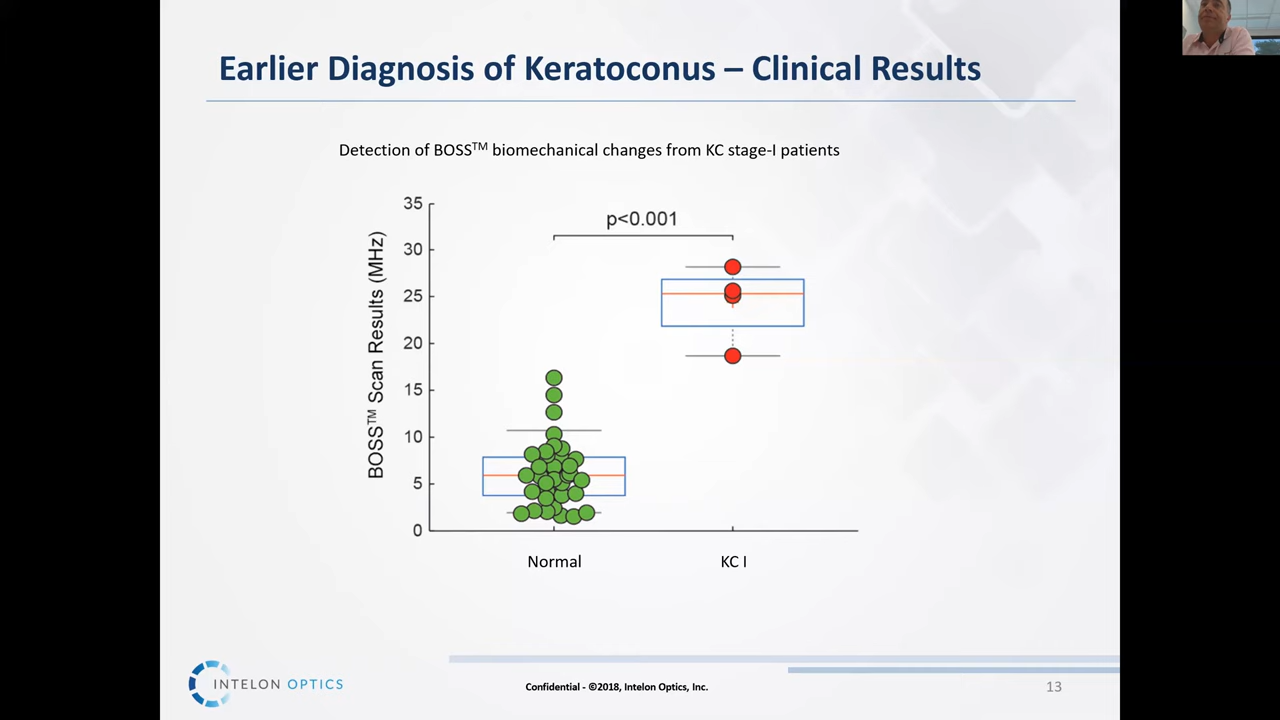 Earlier Diagnosis of Keratoconus – Clinical Results
Detection of BOSS™ biomechanical changes from KC stage-I patients
35
30
25
20
15
10
5
0
BOSS™ Scan Results (MHz)
p<0.001
Normal
KC I
INTELON OPTICS
Confidential - ©2018, Intelon Optics, Inc.
13